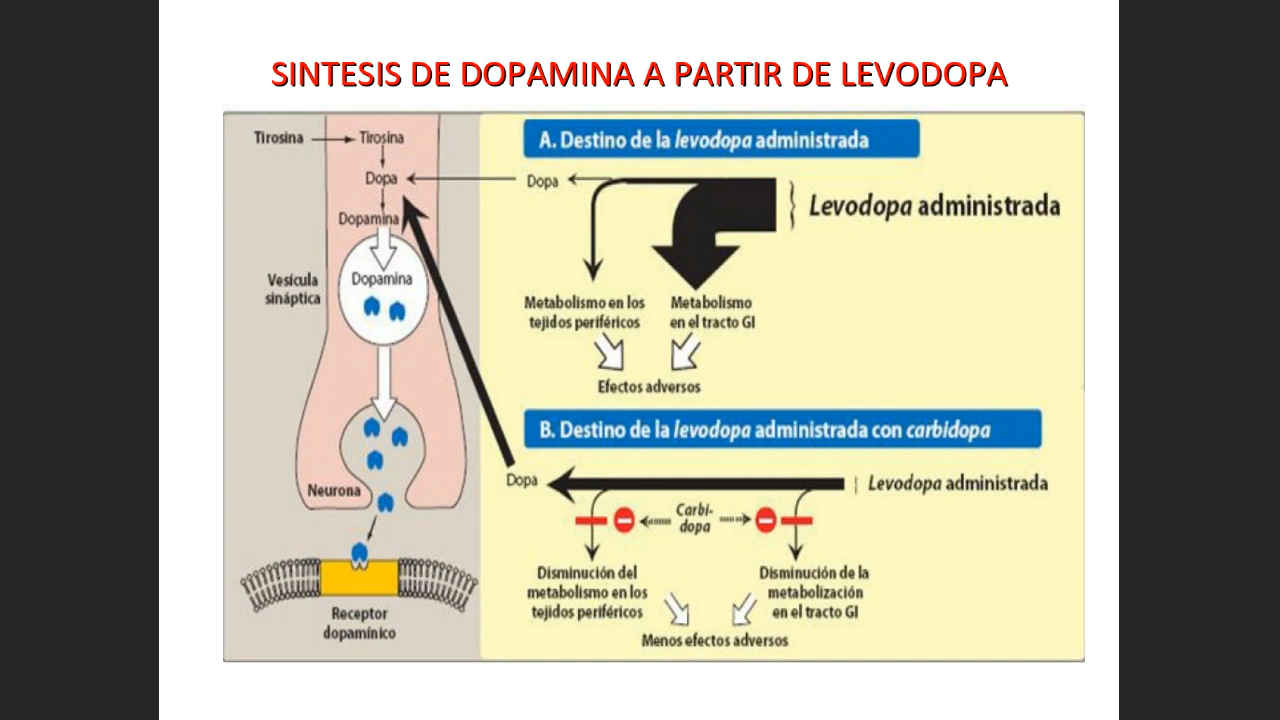 SINTESIS DE DOPAMINA A PARTIR DE LEVODOPA
Tirosina
Tirosina
Dopa
Dopamina
Dopamina
Vesícula
sináptica
Neurona
Receptor
dopamínico
A. Destino de la levodopa administrada
Dopa
Levodopa administrada
Metabolismo en los
tejidos periféricos
Metabolismo
en el tracto GI
Efectos adversos
B. Destino de la levodopa administrada con carbidopa
Dopa
Levodopa administrada
Carbi-
dopa
Disminución del
metabolismo en los
tejidos periféricos
Disminución de la
metabolización
en el tracto GI
Menos efectos adversos